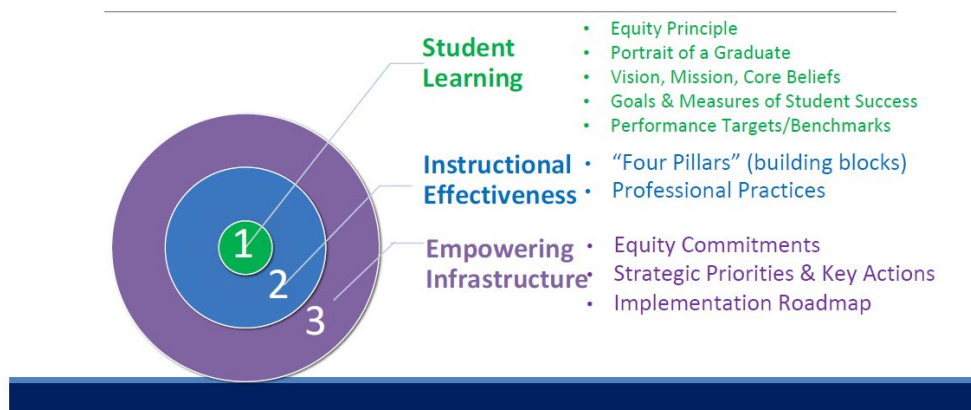 Student
Learning
• Equity Principle
• Portrait of a Graduate
• Vision, Mission, Core Beliefs
• Goals & Measures of Student Success
• Performance Targets/Benchmarks
Instructional
Effectiveness
• “Four Pillars” (building blocks)
• Professional Practices
Empowering
Infrastructure
• Equity Commitments
• Strategic Priorities & Key Actions
• Implementation Roadmap
1
2
3